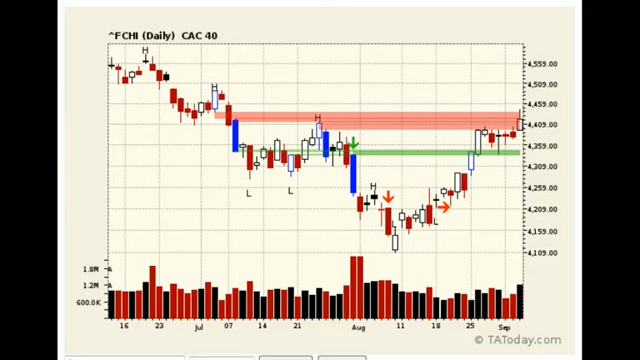 ^FCHI (Daily) CAC 40
H
H
H
H
L
L
L
L
4,559.00
4,509.00
4,459.00
4,409.00
4,359.00
4,309.00
4,259.00
4,209.00
4,159.00
4,109.00
1.8M
1.2M
600.0K
16 23 Jul 07 14 21 Aug 11 18 25 Sep
© TAToday.com